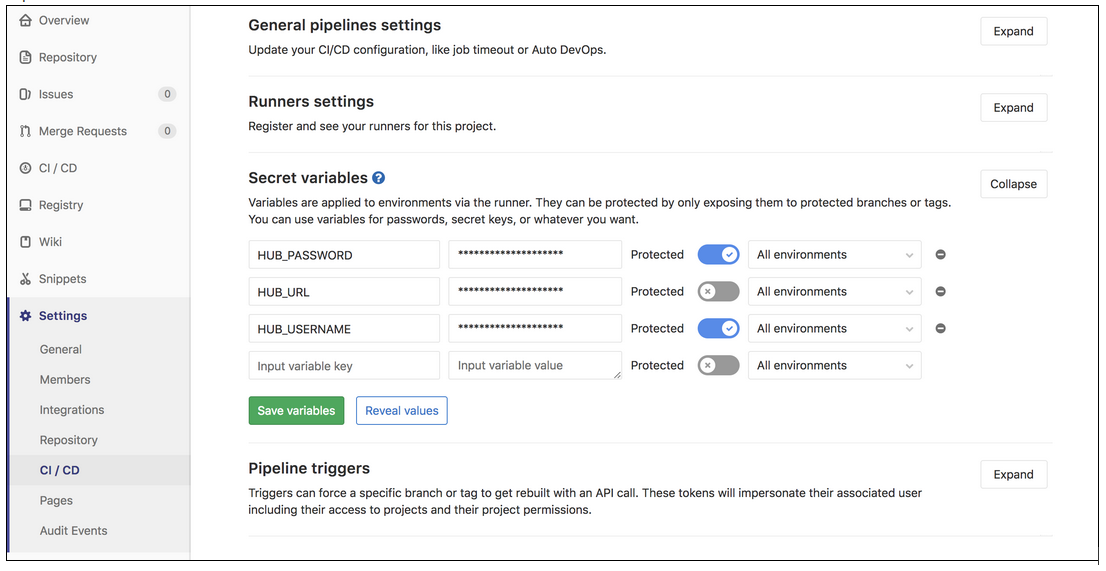 Overview
Repository
Issues 0
Merge Requests 0
CI / CD
Registry
Wiki
Snippets
Settings
General
Members
Integrations
Repository
CI / CD
Pages
Audit Events
General pipelines settings
Expand
Update your CI/CD configuration, like job timeout or Auto DevOps.
Runners settings
Expand
Register and see your runners for this project.
Secret variables ?
Collapse
Variables are applied to environments via the runner. They can be protected by only exposing them to protected branches or tags.
You can use variables for passwords, secret keys, or whatever you want.
HUB_PASSWORD ******************** Protected All environments
HUB_URL ******************** Protected All environments
HUB_USERNAME ******************** Protected All environments
Input variable key Input variable value Protected All environments
Save variables Reveal values
Pipeline triggers
Expand
Triggers can force a specific branch or tag to get rebuilt with an API call. These tokens will impersonate their associated user
including their access to projects and their project permissions.